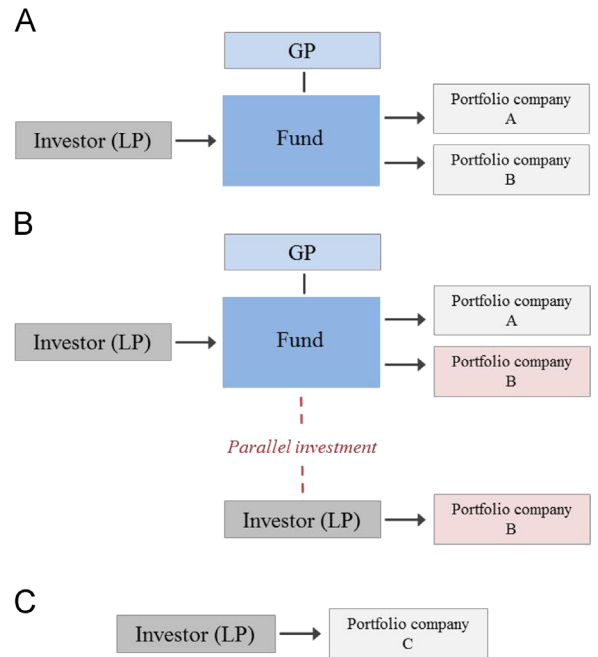 A
GP
Investor (LP)
Fund
Portfolio company
A
Portfolio company
B
B
GP
Investor (LP)
Fund
Portfolio company
A
Portfolio company
B
Parallel investment
Investor (LP)
Portfolio company
B
C
Investor (LP)
Portfolio company
C